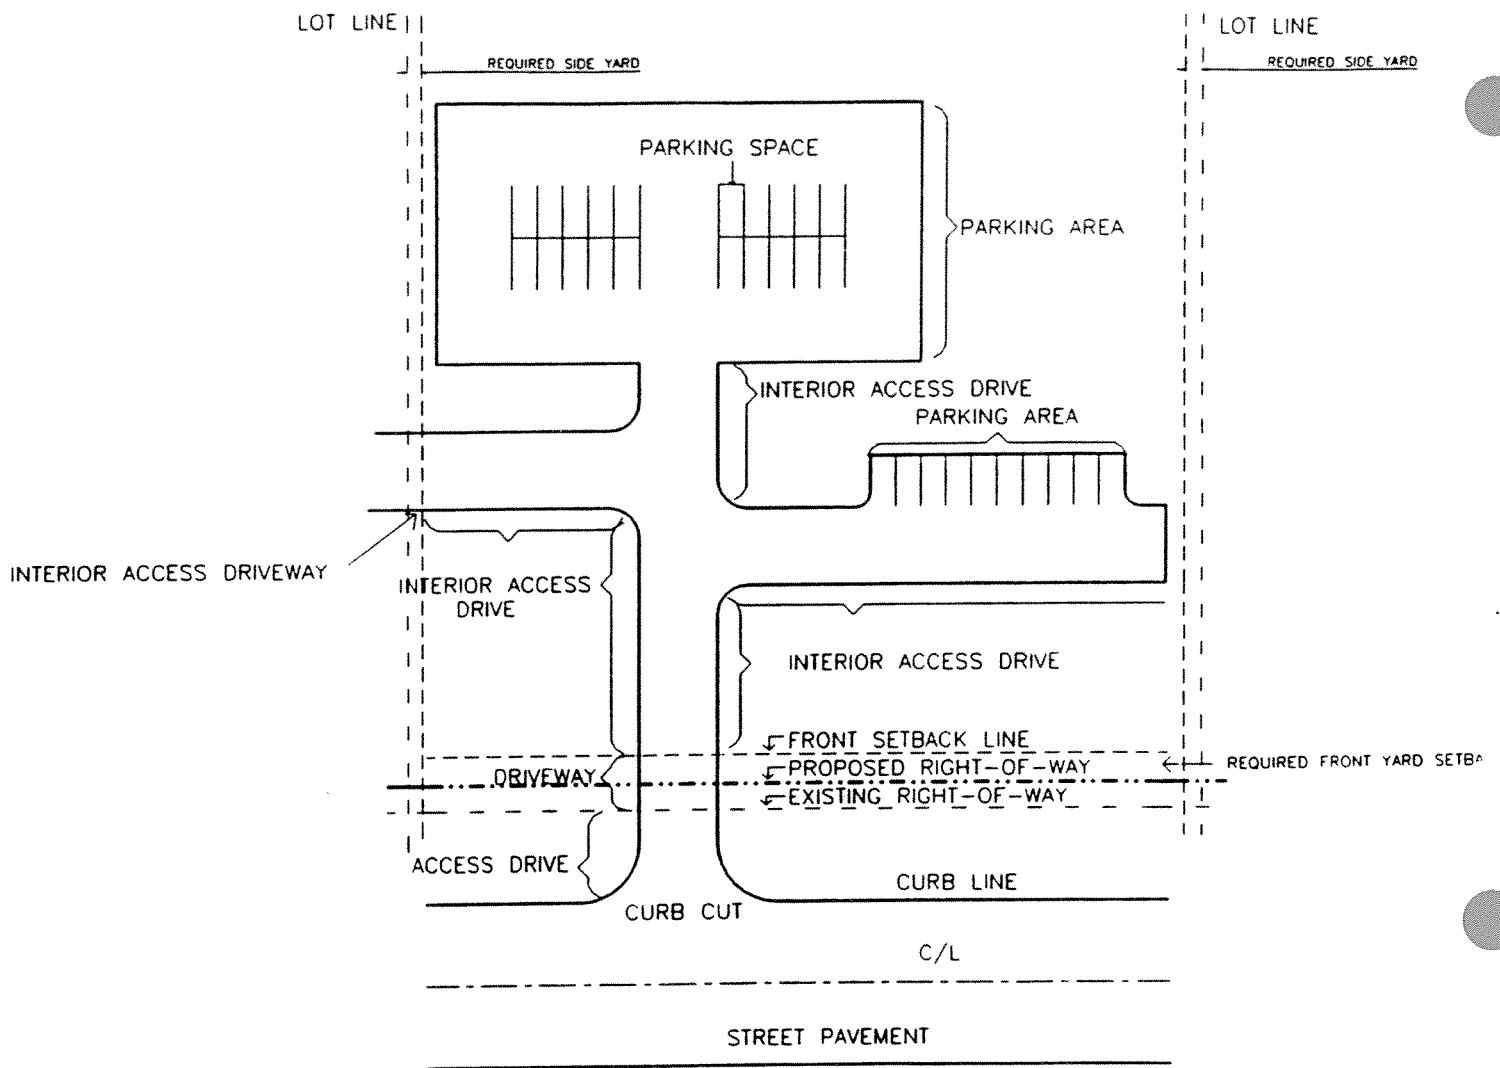 LOT LINE
LOT LINE
REQUIRED SIDE YARD
REQUIRED SIDE YARD
PARKING SPACE
PARKING AREA
INTERIOR ACCESS DRIVE
PARKING AREA
INTERIOR ACCESS DRIVEWAY
INTERIOR ACCESS
DRIVE
INTERIOR ACCESS DRIVE
FRONT SETBACK LINE
REQUIRED FRONT YARD SETBA
DRIVEWAY
PROPOSED RIGHT-OF-WAY
EXISTING RIGHT-OF-WAY
ACCESS DRIVE
CURB LINE
CURB CUT
C/L
STREET PAVEMENT